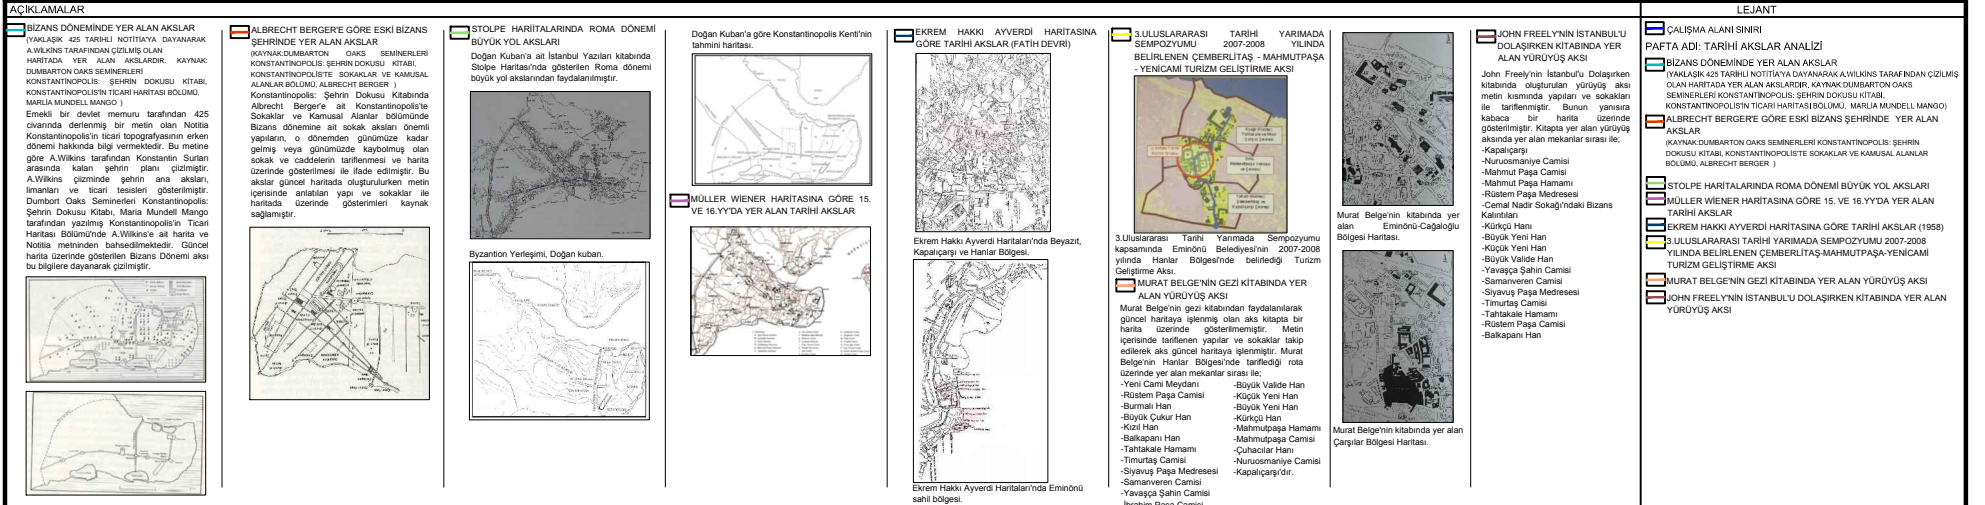 AÇIKLAMALAR
BİZANS DÖNEMİNDE YER ALAN AKSLAR
(YAKLAŞIK 425 TARİHLİ NOTİTİA'YA DAYANARAK
A.WİLKİNS TARAFINDAN ÇİZİLMİŞ OLAN
HARİTADA YER ALAN AKSLARDIR. KAYNAK:
DUMBARTON OAKS SEMİNERLERİ
KONSTANTİNOPOLİS: ŞEHRİN DOKUSU KİTABI,
KONSTANTİNOPOLİS'İN TİCARİ HARİTASI BÖLÜMÜ,
MARLİA MUNDELL MANGO )
Emekli bir devlet memuru tarafından 425
civarında derlenmiş bir metin olan Notitia
Konstantinopolis'in ticari topografyasının erken
dönemi hakkında bilgi vermektedir. Bu metine
göre A.Wilkins tarafından Konstantin Surları
arasında kalan şehrin planı çizilmiştir.
A.Wilkins çiziminde şehrin ana aksları,
limanları ve ticari tesisleri gösterilmiştir.
Dumbort Oaks Seminerleri Konstantinopolis:
Şehrin Dokusu Kitabı, Maria Mundell Mango
tarafından yazılmış Konstantinopolis'in Ticari
Haritası Bölümü'nde A.Wilkins'e ait harita ve
Notitia metninden bahsedilmektedir. Güncel
harita üzerinde gösterilen Bizans Dönemi aksı
bu bilgilere dayanarak çizilmiştir.
ALBRECHT BERGER'E GÖRE ESKİ BİZANS
ŞEHRİNDE YER ALAN AKSLAR
(KAYNAK:DUMBARTON OAKS SEMİNERLERİ
KONSTANTİNOPOLİS: ŞEHRİN DOKUSU KİTABI,
KONSTANTİNOPOLİS'TE SOKAKLAR VE KAMUSAL
ALANLAR BÖLÜMÜ, ALBRECHT BERGER )
Konstantinopolis: Şehrin Dokusu Kitabında
Albrecht Berger'e ait Konstantinopolis'te
Sokaklar ve Kamusal Alanlar bölümünde
Bizans dönemine ait sokak aksları önemli
yapıların, o dönemden günümüze kadar
gelmiş veya günümüzde kaybolmuş olan
sokak ve caddelerin tariflenmesi ve harita
üzerinde gösterilmesi ile ifade edilmiştir. Bu
akslar güncel haritada oluşturulurken metin
içerisinde anlatılan yapı ve sokaklar ile
haritada üzerinde gösterimleri kaynak
sağlamıştır.
STOLPE HARİİTALARINDA ROMA DÖNEMİ
BÜYÜK YOL AKSLARI
Doğan Kuban'a ait İstanbul Yazıları kitabında
Stolpe Haritası'nda gösterilen Roma dönemi
büyük yol akslarından faydalanılmıştır.
Byzantion Yerleşimi, Doğan kuban.
Doğan Kuban'a göre Konstantinopolis Kenti'nin
tahmini haritası.
MÜLLER WİENER HARİTASINA GÖRE 15.
VE 16.YY'DA YER ALAN TARİHİ AKSLAR
EKREM HAKKI AYVERDİ HARİTASINA
GÖRE TARİHİ AKSLAR (FATİH DEVRİ)
Ekrem Hakkı Ayverdi Haritaları'nda Beyazıt,
Kapalıçarşı ve Hanlar Bölgesi.
Ekrem Hakkı Ayverdi Haritaları'nda Eminönü
sahil bölgesi.
3.ULUSLARARASI TARİHİ YARIMADA
SEMPOZYUMU 2007-2008 YILINDA
BELİRLENEN ÇEMBERLİTAŞ - MAHMUTPAŞA
- YENİCAMİ TURİZM GELİŞTİRME AKSI
3.Uluslararası Tarihi Yarımada Sempozyumu
kapsamında Eminönü Belediyesi'nin 2007-2008
yılında Hanlar Bölgesi'nde belirlediği Turizm
Geliştirme Aksı.
MURAT BELGE'NİN GEZİ KİTABINDA YER
ALAN YÜRÜYÜŞ AKSI
Murat Belge'nin gezi kitabından faydalanılarak
güncel haritaya işlenmiş olan aks kitapta bir
harita üzerinde gösterilmemiştir. Metin
içerisinde tariflenen yapılar ve sokaklar takip
edilerek aks güncel haritaya işlenmiştir. Murat
Belge'nin Hanlar Bölgesi'nde tariflediği rota
üzerinde yer alan mekanlar sırası ile;
-Yeni Cami Meydanı
-Rüstem Paşa Camisi
-Burmalı Han
-Büyük Çukur Han
-Kızıl Han
-Balkapanı Han
-Tahtakale Hamamı
-Timurtaş Camisi
-Siyavuş Paşa Medresesi
-Samanveren Camisi
-Yavaşça Şahin Camisi
-İbrahim Paşa Camisi
-Büyük Valide Han
-Küçük Yeni Han
-Büyük Yeni Han
-Kürkçü Han
-Mahmutpaşa Hamamı
-Mahmutpaşa Camisi
-Çuhacılar Hanı
-Nuruosmaniye Camisi
-Kapalıçarşı'dır.
Murat Belge'nin kitabında yer
alan Eminönü-Cağaloğlu
Bölgesi Haritası.
Murat Belge'nin kitabında yer alan
Çarşılar Bölgesi Haritası.
JOHN FREELY'NİN İSTANBUL'U
DOLAŞIRKEN KİTABINDA YER
ALAN YÜRÜYÜŞ AKSI
John Freely'nin İstanbul'u Dolaşırken
kitabında oluşturulan yürüyüş aksı
metin kısmında yapıları ve sokakları
ile tariflenmiştir. Bunun yanısıra
kabaca bir harita üzerinde
gösterilmiştir. Kitapta yer alan yürüyüş
aksında yer alan mekanlar sırası ile;
-Kapalıçarşı
-Nuruosmaniye Camisi
-Mahmut Paşa Camisi
-Mahmut Paşa Hamamı
-Rüstem Paşa Medresesi
-Cemal Nadir Sokağı'ndaki Bizans
Kalıntıları
-Kürkçü Hanı
-Büyük Yeni Han
-Küçük Yeni Han
-Büyük Valide Han
-Yavaşça Şahin Camisi
-Samanveren Camisi
-Siyavuş Paşa Medresesi
-Timurtaş Camisi
-Tahtakale Hamamı
-Rüstem Paşa Camisi
-Balkapanı Han
LEJANT
ÇALIŞMA ALANI SINIRI
PAFTA ADI: TARİHİ AKSLAR ANALİZİ
BİZANS DÖNEMİNDE YER ALAN AKSLAR
(YAKLAŞIK 425 TARİHLİ NOTİTİA'YA DAYANARAK A.WİLKİNS TARAFINDAN ÇİZİLMİŞ
OLAN HARİTADA YER ALAN AKSLARDIR, KAYNAK:DUMBARTON OAKS
SEMİNERLERİ KONSTANTİNOPOLİS: ŞEHRİN DOKUSU KİTABI,
KONSTANTİNOPOLİS'İN TİCARİ HARİTASI BÖLÜMÜ, MARLİA MUNDELL MANGO)
ALBRECHT BERGER'E GÖRE ESKİ BİZANS ŞEHRİNDE YER ALAN
AKSLAR
(KAYNAK:DUMBARTON OAKS SEMİNERLERİ KONSTANTİNOPOLİS: ŞEHRİN
DOKUSU KİTABI, KONSTANTİNOPOLİS'TE SOKAKLAR VE KAMUSAL ALANLAR
BÖLÜMÜ, ALBRECHT BERGER )
STOLPE HARİTALARINDA ROMA DÖNEMİ BÜYÜK YOL AKSLARI
MÜLLER WİENER HARİTASINA GÖRE 15. VE 16.YY'DA YER ALAN
TARİHİ AKSLAR
EKREM HAKKI AYVERDİ HARİTASINA GÖRE TARİHİ AKSLAR (1958)
3.ULUSLARARASI TARİHİ YARIMADA SEMPOZYUMU 2007-2008
YILINDA BELİRLENEN ÇEMBERLİTAŞ-MAHMUTPAŞA-YENİCAMİ
TURİZM GELİŞTİRME AKSI
MURAT BELGE'NİN GEZİ KİTABINDA YER ALAN YÜRÜYÜŞ AKSI
JOHN FREELY'NİN İSTANBUL'U DOLAŞIRKEN KİTABINDA YER ALAN
YÜRÜYÜŞ AKSI